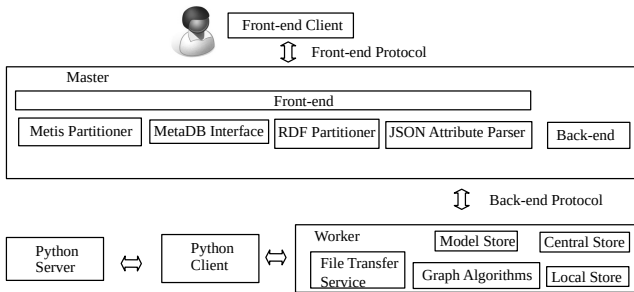 Front-end Client
Front-end Protocol
Master
Front-end
Metis Partitioner
MetaDB Interface
RDF Partitioner
JSON Attribute Parser
Back-end
Back-end Protocol
Python
Server
Python
Client
Worker
File Transfer
Service
Model Store
Central Store
Graph Algorithms
Local Store